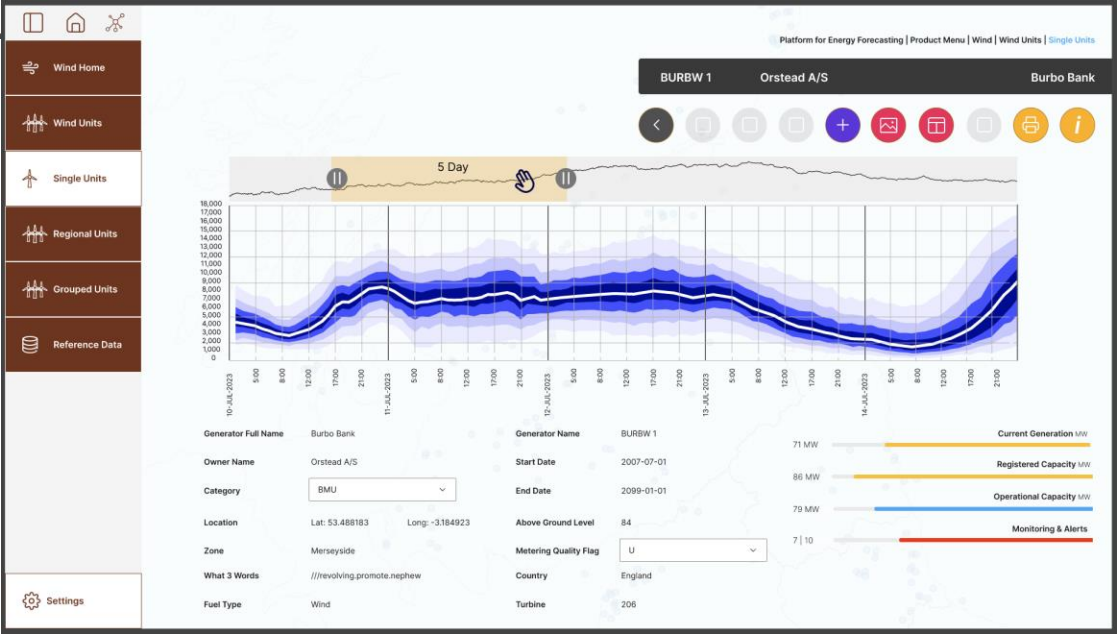 Platform for Energy Forecasting | Product Menu | Wind | Wind Units | Single Units
Wind Home
Wind Units
Single Units
Regional Units
Grouped Units
Reference Data
Settings
BURBW 1 Orstead A/S Burbo Bank
i
5 Day
18,000
17,000
16,000
15,000
14,000
13,000
12,000
11,000
10,000
9,000
8,000
7,000
6,000
5,000
4,000
3,000
2,000
1,000
0
10-JUL-2023 5:00 8:00 12:00 17:00 21:00 11-JUL-2023 5:00 8:00 12:00 17:00 21:00 12-JUL-2023 5:00 8:00 12:00 17:00 21:00 13-JUL-2023 5:00 8:00 12:00 17:00 21:00 14-JUL-2023 5:00 8:00 12:00 17:00 21:00
Generator Full Name Burbo Bank Generator Name BURBW 1
Owner Name Orstead A/S Start Date 2007-07-01
Category BMU End Date 2099-01-01
Location Lat: 53.488183 Long: -3.184923 Above Ground Level 84
Zone Merseyside Metering Quality Flag U
What 3 Words ///revolving.promote.nephew Country England
Fuel Type Wind Turbine 206
Current Generation MW
71 MW
Registered Capacity MW
86 MW
Operational Capacity MW
79 MW
Monitoring & Alerts
7 | 10